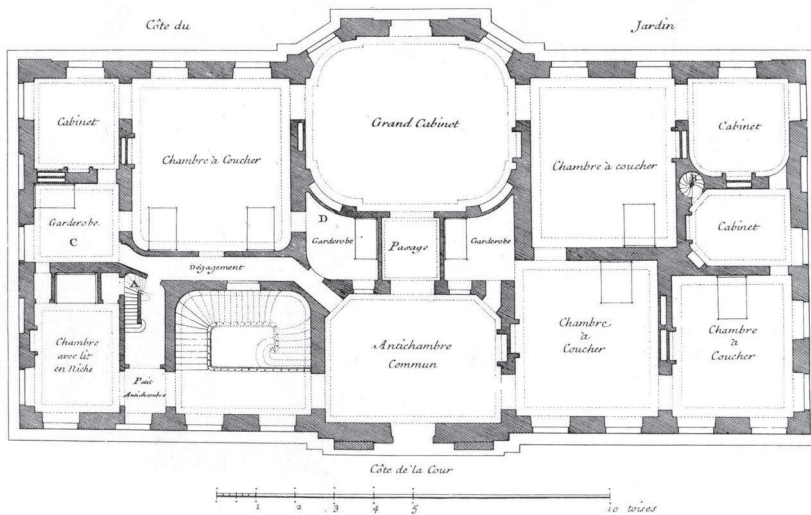 Côte du
Jardin
Cabinet
Chambre à Coucher
Grand Cabinet
Chambre à coucher
Cabinet
B
Garderobe
C
D
Garderobe
Pasage
Garderobe
Cabinet
Dégagement
A
Chambre
avec lit
en Niche
Petit
Antichambre
Antichambre
Commun
Chambre
à
Coucher
Chambre
à
Coucher
Côte de la Cour
1 2 3 4 5 10 toises